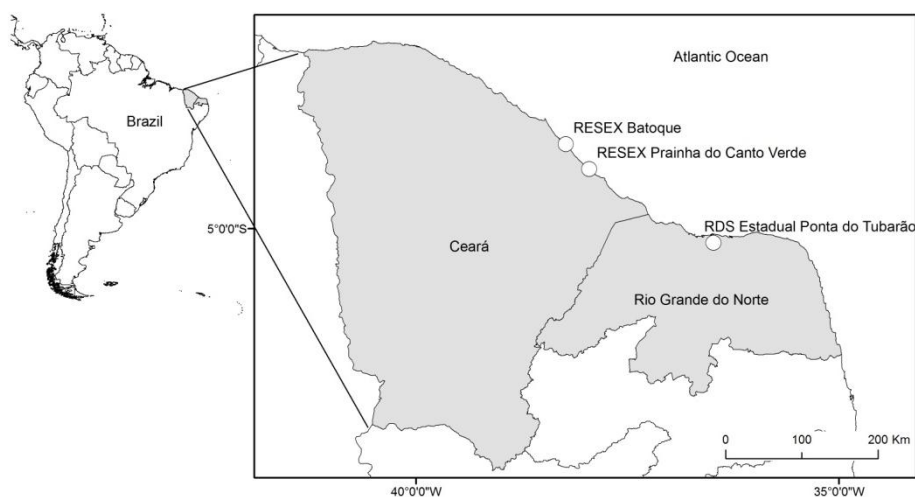 Atlantic Ocean
Brazil
RESEX Batoque
RESEX Prainha do Canto Verde
5°0'0"S
RDS Estadual Ponta do Tubarão
Ceará
Rio Grande do Norte
0 100 200 Km
40°0'0"W 35°0'0"W